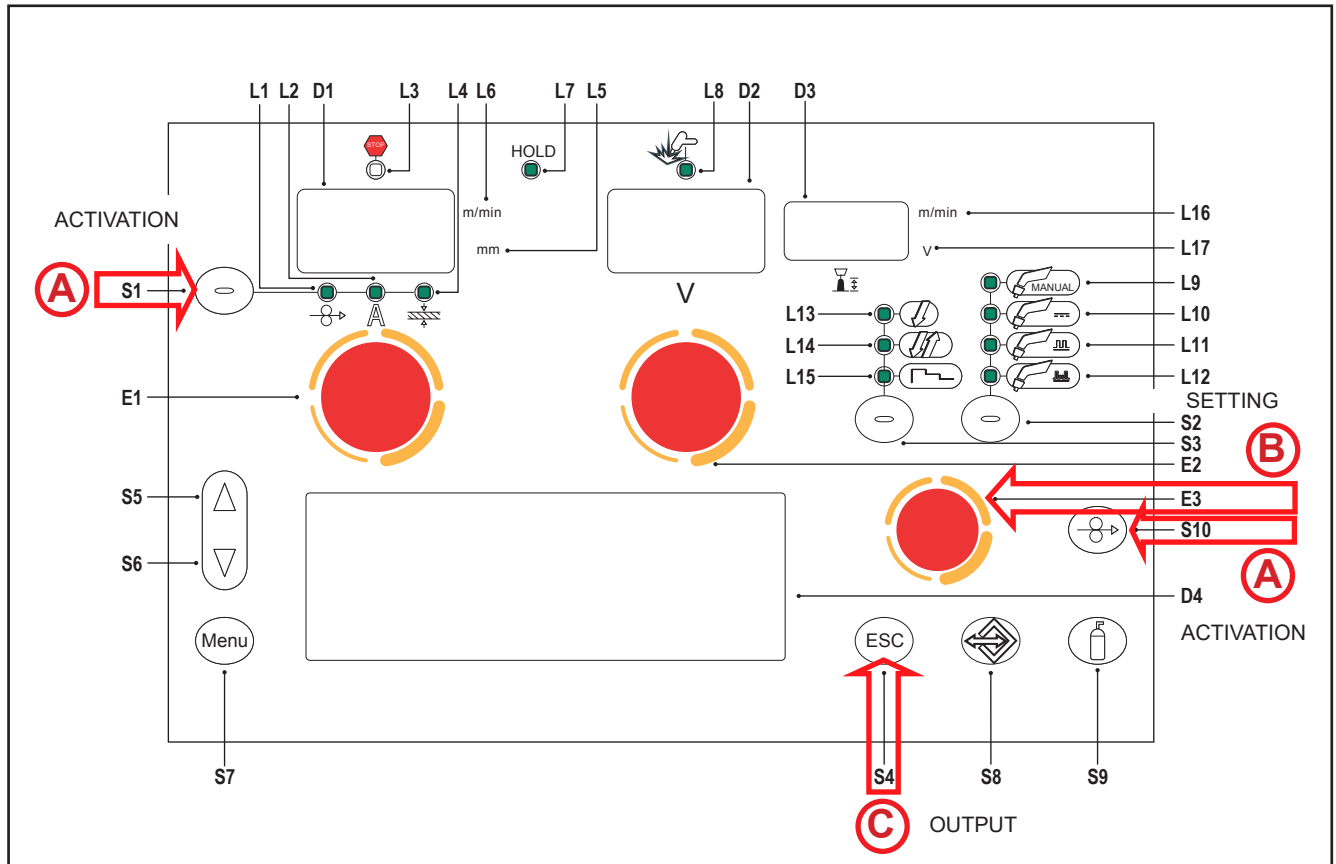 L1 L2 D1 L3 L4 L6 L7 L5 L8 D2 D3
STOP
HOLD
m/min
mm
m/min
V
L16
L17
ACTIVATION
A
S1
A
V
MANUAL
L9
L13
L10
L14
L11
L15
L12
SETTING
E1
S2
S3
B
E2
S5
E3
S10
S6
A
D4
Menu
ESC
ACTIVATION
S7
S4
S8
S9
C
OUTPUT